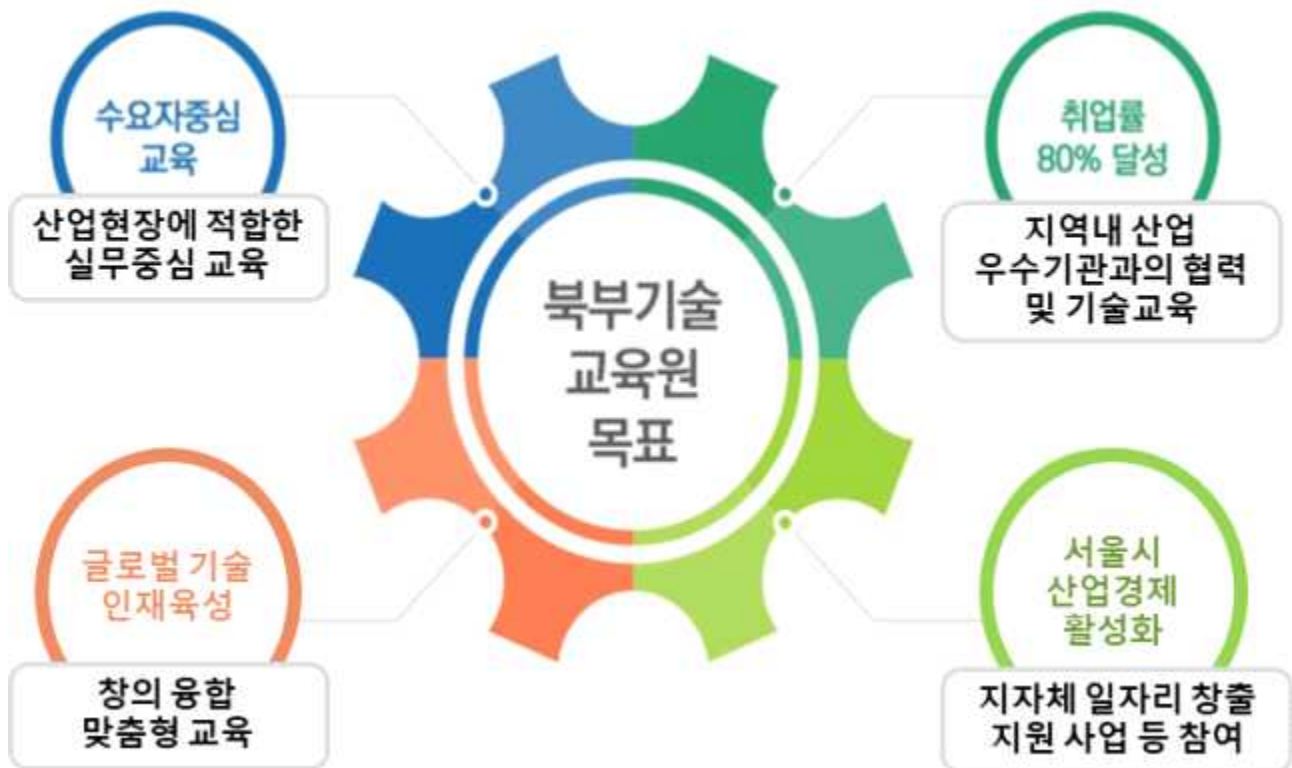 수요자중심
교육
산업현장에 적합한
실무중심 교육
취업률
80% 달성
지역내 산업
우수기관과의 협력
및 기술교육
북부기술
교육원
목표
글로벌 기술
인재육성
창의 융합
맞춤형 교육
서울시
산업경제
활성화
지자체 일자리 창출
지원 사업 등 참여